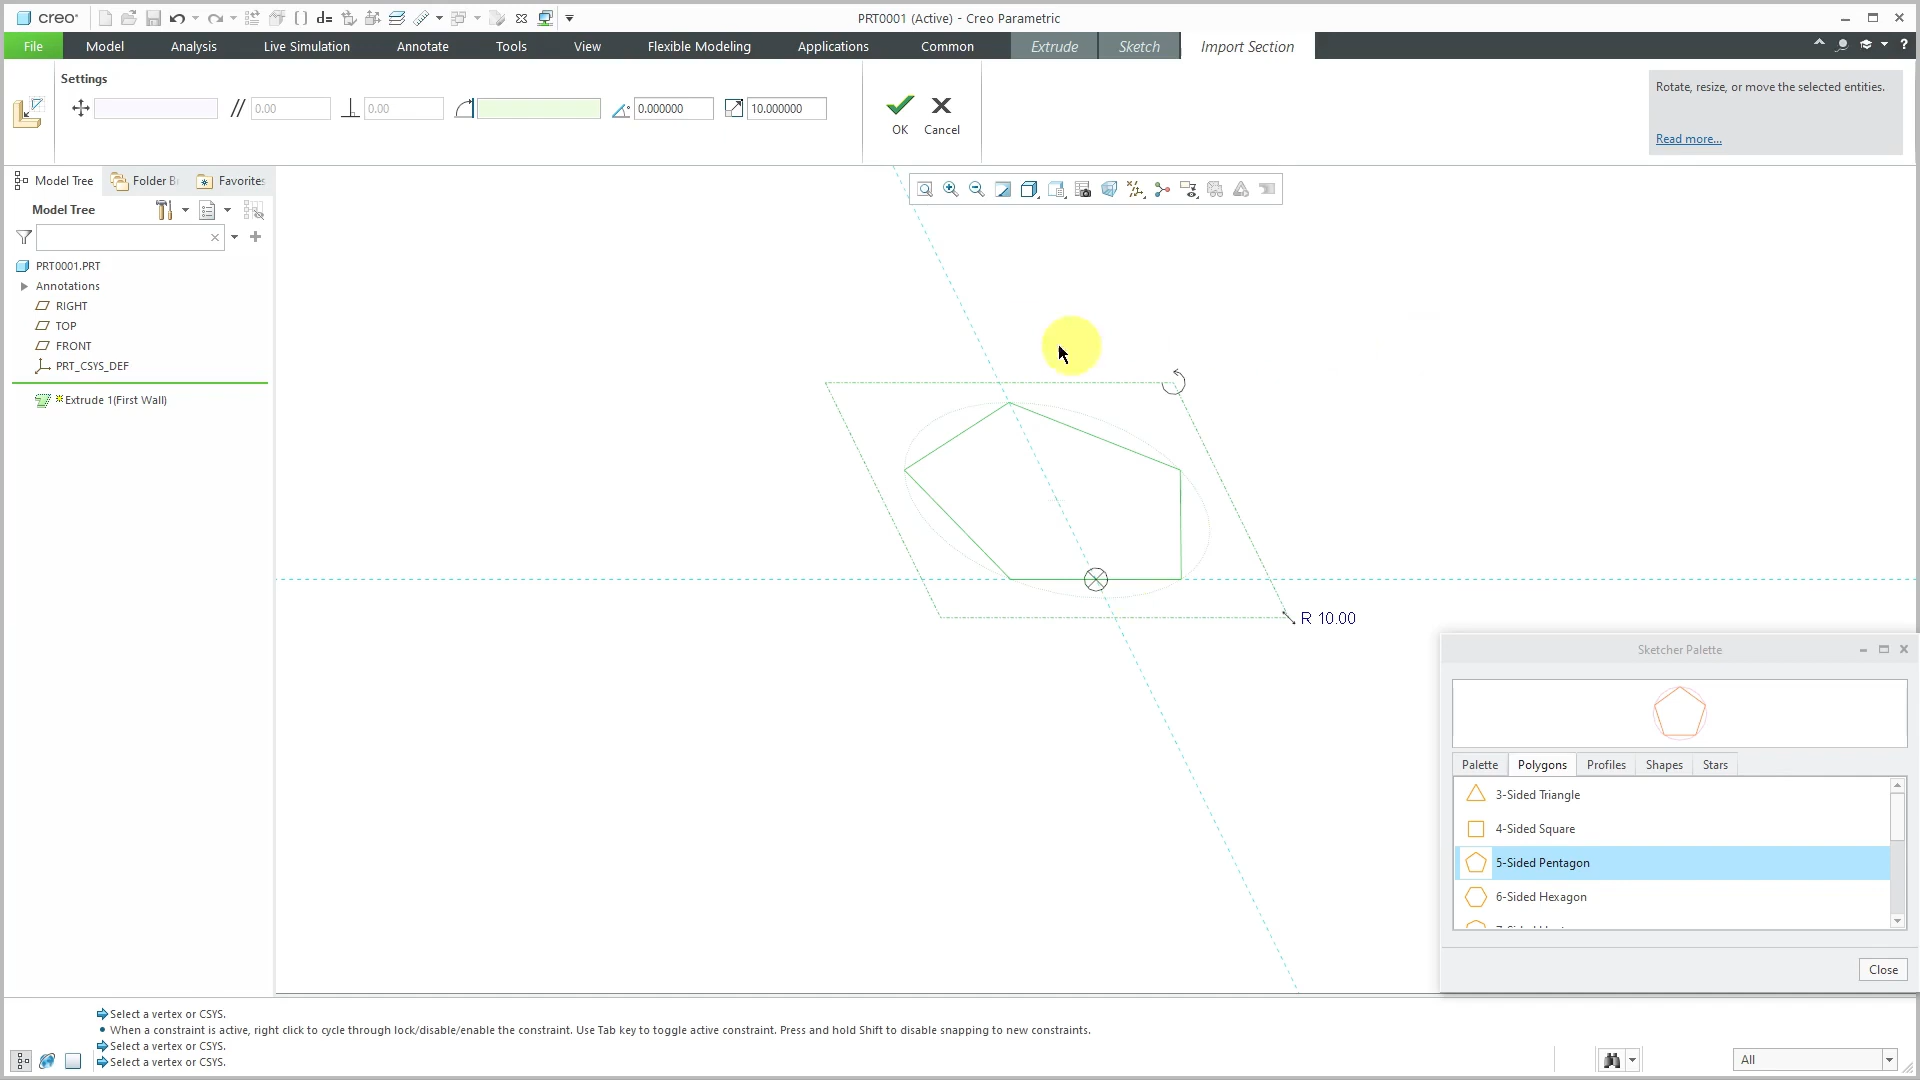 creo®
PRT0001 (Active) - Creo Parametric
File Model Analysis Live Simulation Annotate Tools View Flexible Modeling Applications Common Extrude Sketch Import Section
Settings
0.00 0.00 0.000000 10.000000
OK Cancel
Rotate, resize, or move the selected entities.
Read more...
Model Tree Folder B Favorites
Model Tree
PRT0001.PRT
Annotations
RIGHT
TOP
FRONT
PRT_CSYS_DEF
Extrude 1(First Wall)
R 10.00
Sketcher Palette
Palette Polygons Profiles Shapes Stars
3-Sided Triangle
4-Sided Square
5-Sided Pentagon
6-Sided Hexagon
Close
Select a vertex or CSYS.
• When a constraint is active, right click to cycle through lock/disable/enable the constraint. Use Tab key to toggle active constraint. Press and hold Shift to disable snapping to new constraints.
Select a vertex or CSYS.
Select a vertex or CSYS.
All